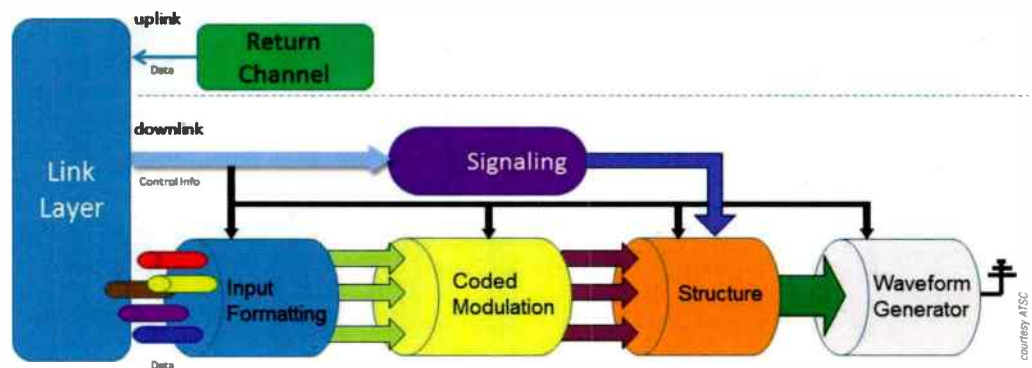 uplink
Return
Channel
Data
downlink
Link
Layer
Signaling
Control Info
Input
Formatting
Coded
Modulation
Structure
Waveform
Generator
Data
courtesy ATSC